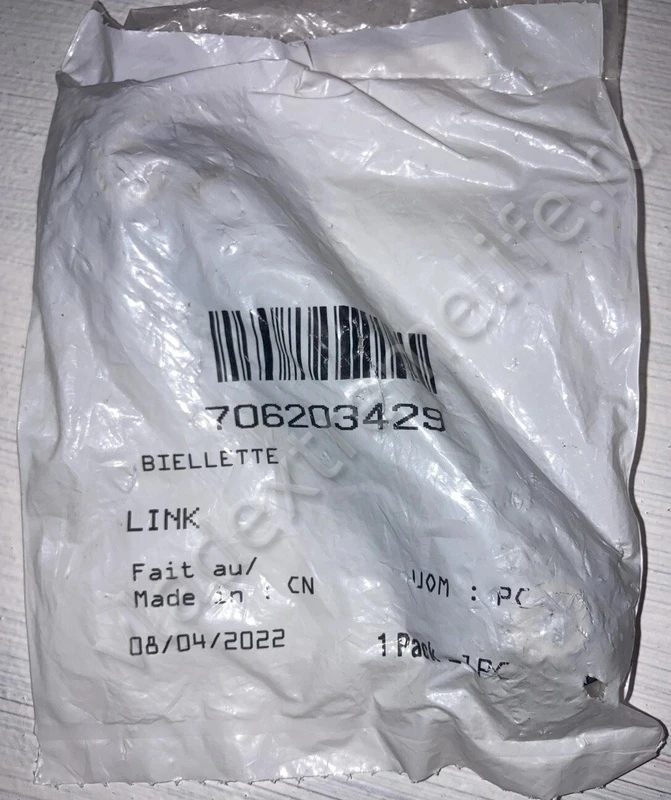 706203429
BIELLETTE
LINK
Fait au/
Made in : CN
UOM : PC
08/04/2022
1 Pack